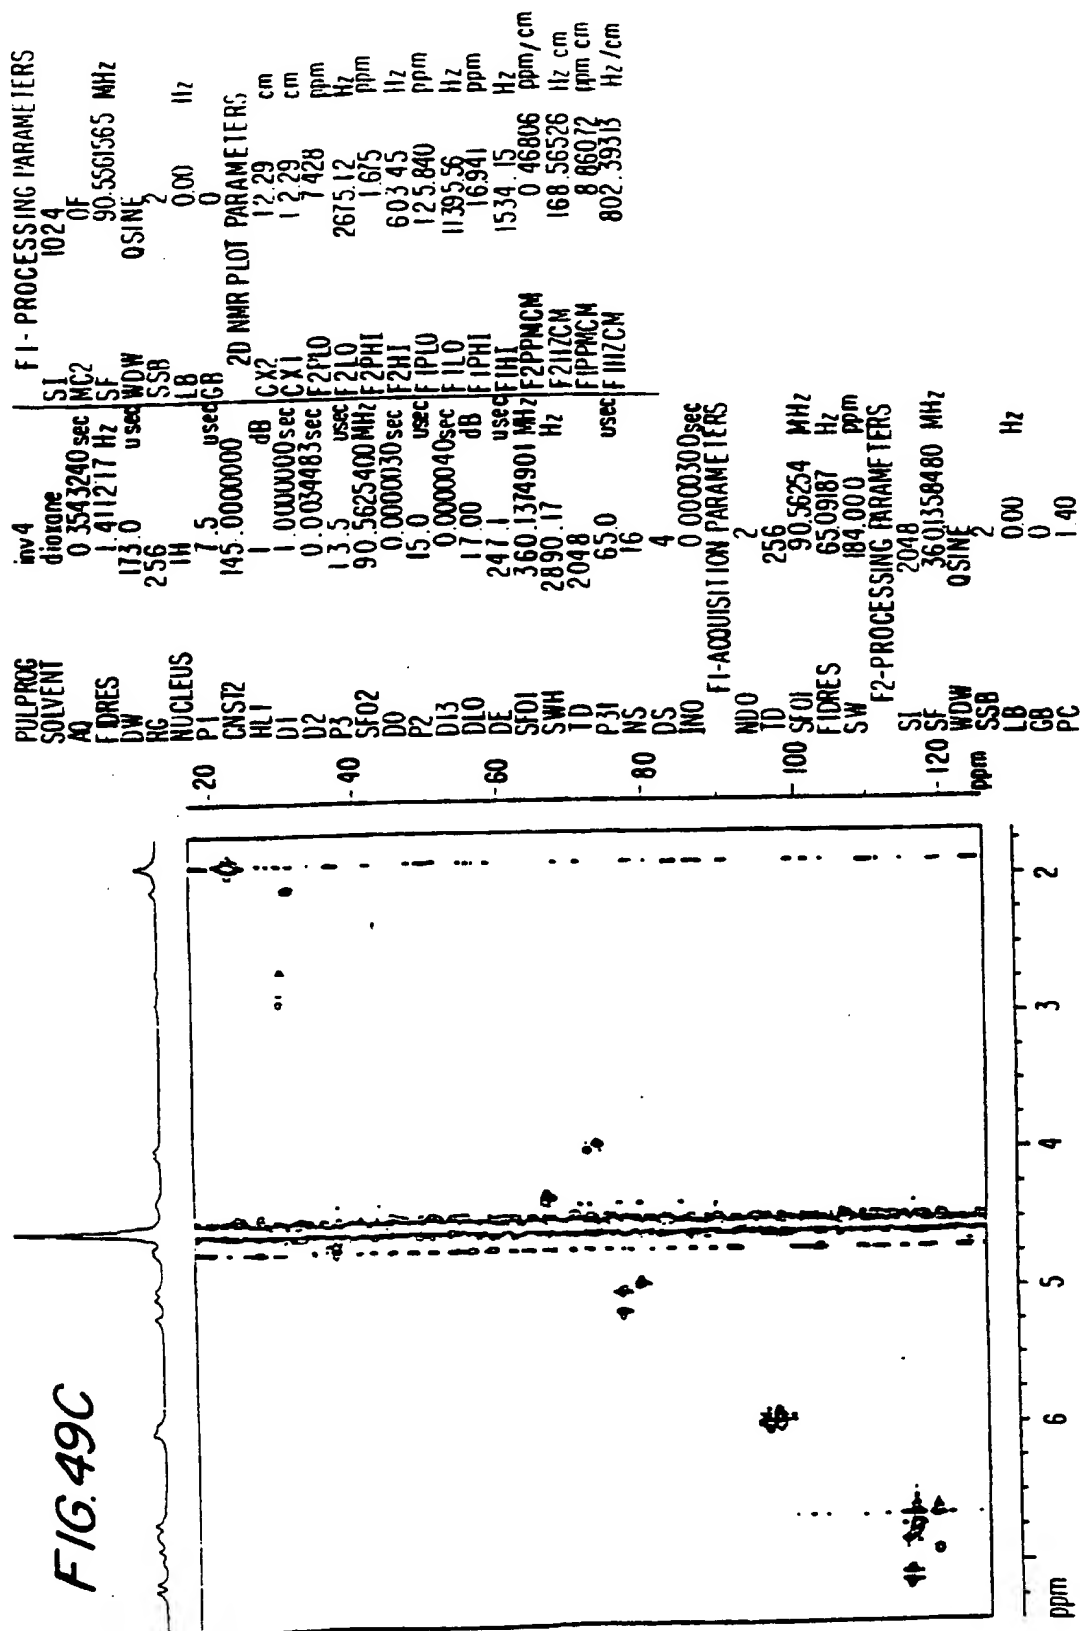 FIG. 49C
PULPROG inv4
SOLVENT dioxane
AQ 0.3543240 sec
FIDRES 1.411217 Hz
DW 173.0 usec
RG 256
NUCLEUS 1H
P1 7.5 usec
CNST2 145.0000000
HL1 1 dB
D1 1.0000000 sec
D2 0.0034483 sec
P3 13.5 usec
SFO2 90.5625400 MHz
D0 0.0000030 sec
P2 15.0 usec
D13 0.0000040 sec
DLO 17.00 dB
DE 247.1 usec
SFO1 360.1374901 MHz
SWH 2890.17 Hz
TD 2048
P31 65.0 usec
NS 16
DS 4
INO 0.0000300 sec
F1-ACQUISITION PARAMETERS
NDO 2
TD 256
SFO1 90.56254 MHz
FIDRES 65.09187 Hz
SW 184.000 ppm
F2-PROCESSING PARAMETERS
SI 2048
SF 360.1358480 MHz
WDW QSINE
SSB 2
LB 0.00 Hz
GB 0
PC 1.40
F1- PROCESSING PARAMETERS
SI 1024
MC2 QF
SF 90.5561565 MHz
WDW QSINE
SSB 2
LB 0.00 Hz
GB 0
2D NMR PLOT PARAMETERS
CX2 12.29 cm
CX1 12.29 cm
F2PLO 7.428 ppm
F2LO 2675.12 Hz
F2PHI 1.675 ppm
F2HI 603.45 Hz
F1PLO 125.840 ppm
F1LO 11395.56 Hz
F1PHI 16.941 ppm
F1HI 1534.15 Hz
F2PPMCM 0.46806 ppm/cm
F2HZCM 168.56526 Hz cm
F1PPMCM 8.86072 ppm cm
F1HZCM 802.39313 Hz/cm
20
40
60
80
100
120
ppm
ppm 6 5 4 3 2